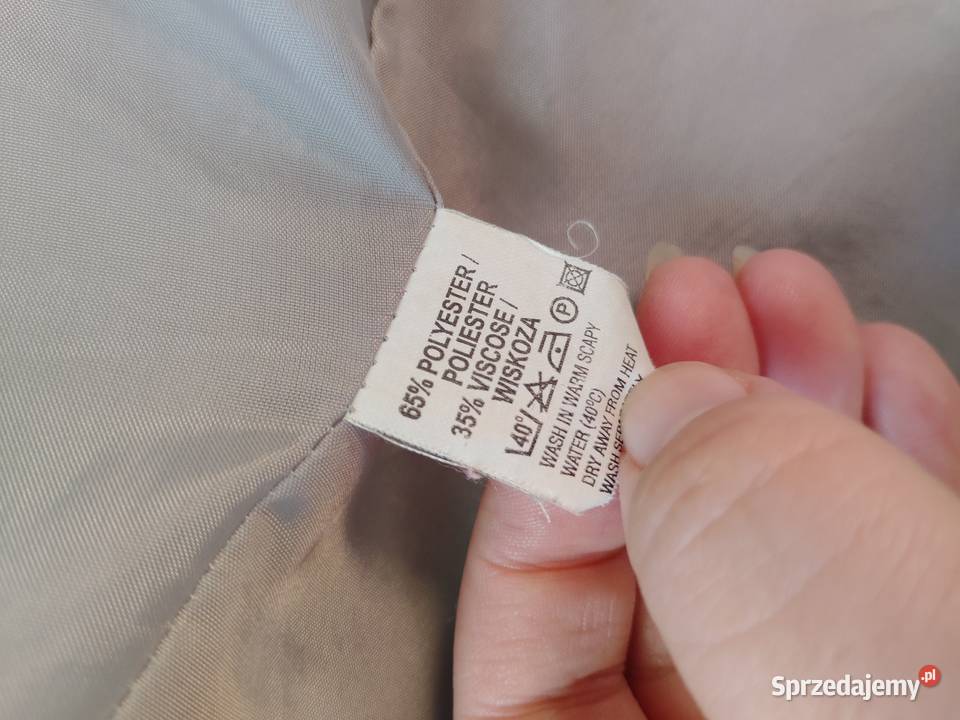 65% POLYESTER /
POLIESTER
35% VISCOSE /
WISKOZA
40°
P
WASH IN WARM SCAPY
WATER (40°C)
DRY AWAY FROM HEAT
WASH
Sprzedajemy.pl